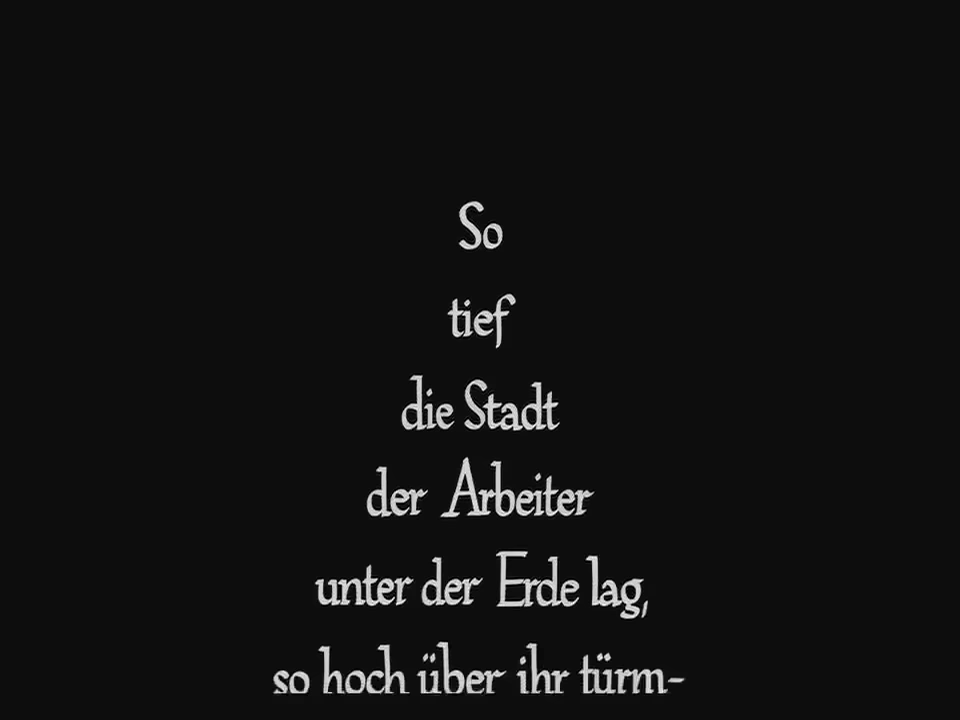 So
tief
die Stadt
der Arbeiter
unter der Erde lag,
so hoch über ihr türm-